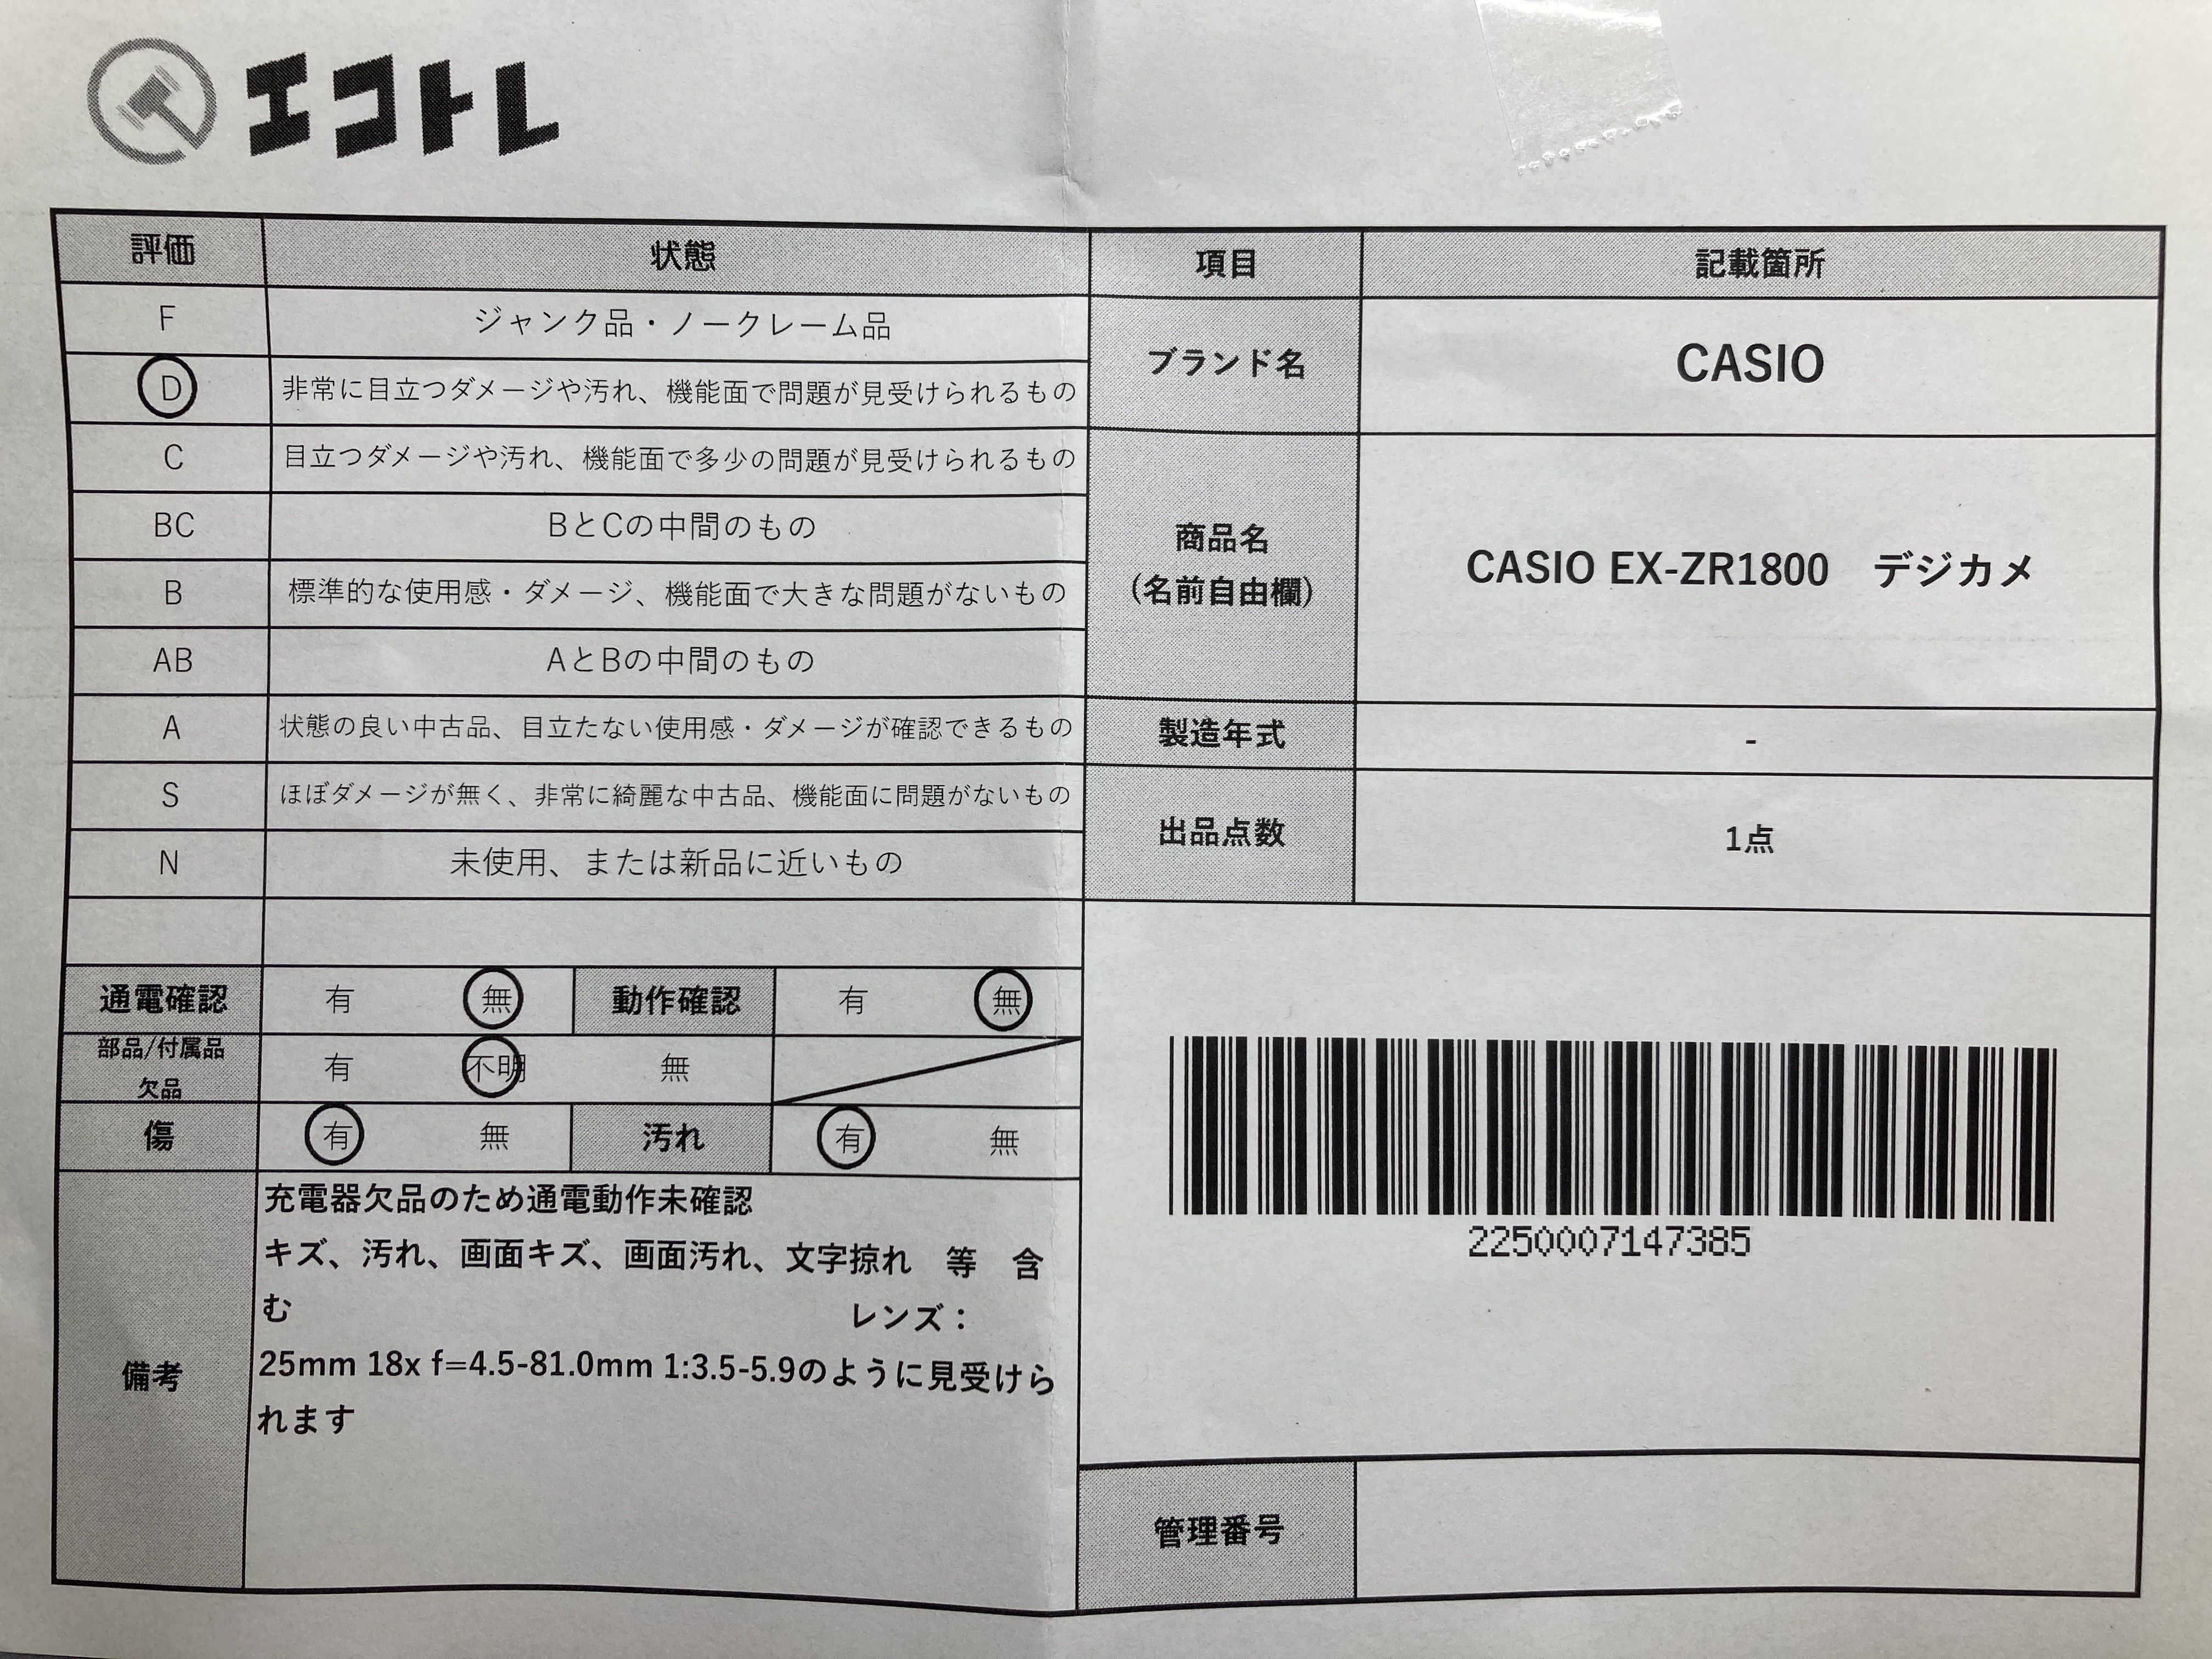 エコトレ
評価 状態
F ジャンク品・ノークレーム品
D 非常に目立つダメージや汚れ、機能面で問題が見受けられるもの
C 目立つダメージや汚れ、機能面で多少の問題が見受けられるもの
BC BとCの中間のもの
B 標準的な使用感・ダメージ、機能面で大きな問題がないもの
AB AとBの中間のもの
A 状態の良い中古品、目立たない使用感・ダメージが確認できるもの
S ほぼダメージが無く、非常に綺麗な中古品、機能面に問題がないもの
N 未使用、または新品に近いもの
通電確認 有 無 動作確認 有 無
部品/付属品
欠品
有 不明 無
傷 有 無 汚れ 有 無
備考
充電器欠品のため通電動作未確認
キズ、汚れ、画面キズ、画面汚れ、文字掠れ　等　含
む レンズ：
25mm 18x f=4.5-81.0mm 1:3.5-5.9のように見受けら
れます
項目 記載箇所
ブランド名 CASIO
商品名
(名前自由欄)
CASIO EX-ZR1800　デジカメ
製造年式 -
出品点数 1点
2250007147385
管理番号